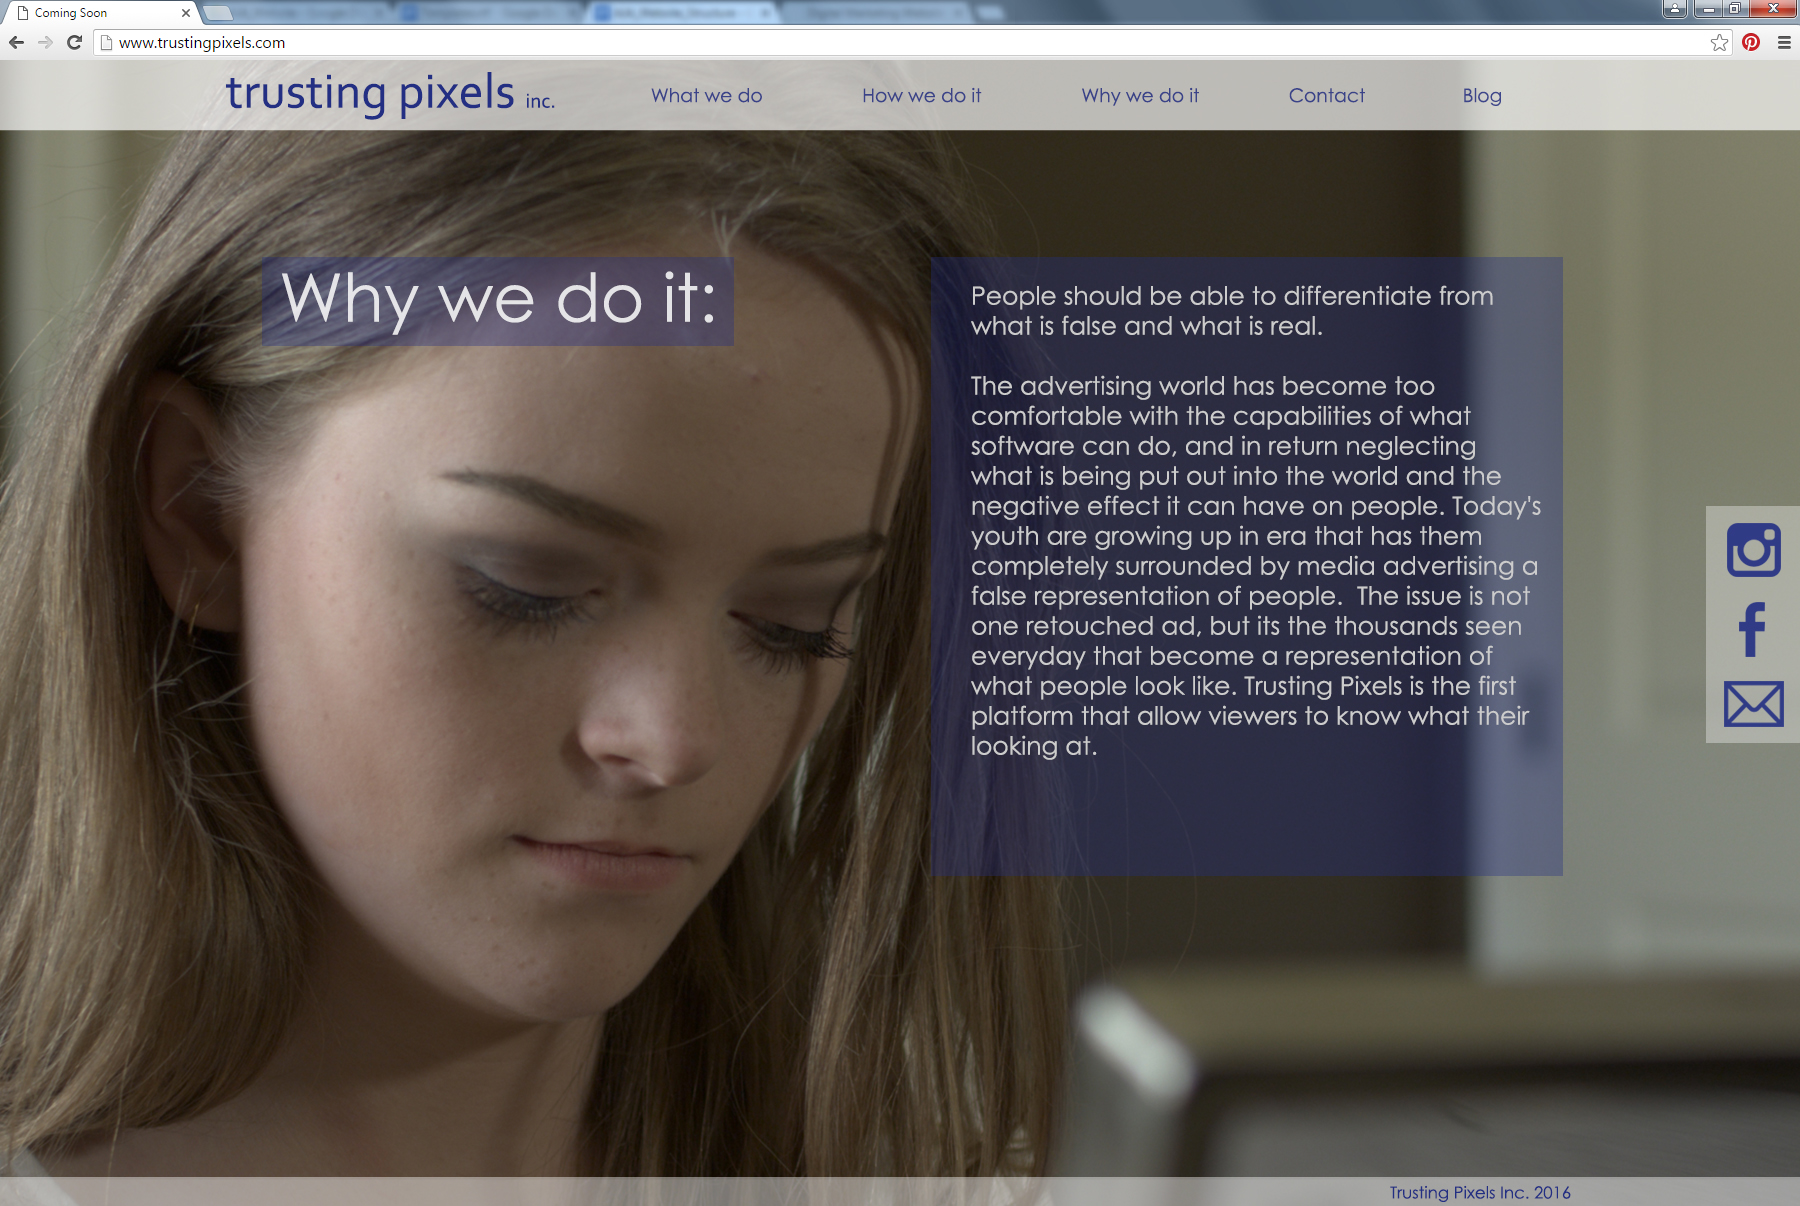 Coming Soon
www.trustingpixels.com
trusting pixels inc.
What we do
How we do it
Why we do it
Contact
Blog
Why we do it:
People should be able to differentiate from
what is false and what is real.
The advertising world has become too
comfortable with the capabilities of what
software can do, and in return neglecting
what is being put out into the world and the
negative effect it can have on people. Today's
youth are growing up in era that has them
completely surrounded by media advertising a
false representation of people.  The issue is not
one retouched ad, but its the thousands seen
everyday that become a representation of
what people look like. Trusting Pixels is the first
platform that allow viewers to know what their
looking at.
Trusting Pixels Inc. 2016